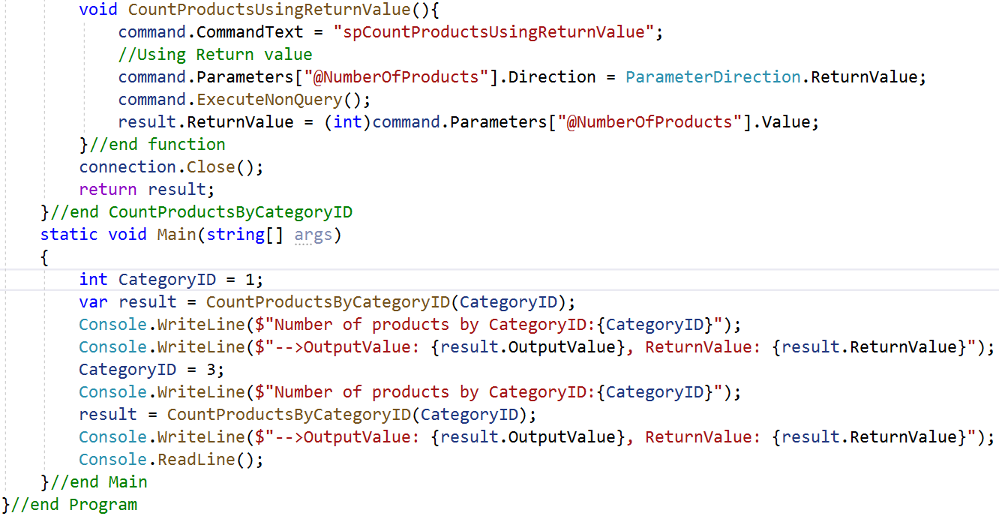 void CountProductsUsingReturnValue(){
command.CommandText = "spCountProductsUsingReturnValue";
//Using Return value
command.Parameters["@NumberOfProducts"].Direction = ParameterDirection.ReturnValue;
command.ExecuteNonQuery();
result.ReturnValue = (int)command.Parameters["@NumberOfProducts"].Value;
}//end function
connection.Close();
return result;
}//end CountProductsByCategoryID
static void Main(string[] args)
{
int CategoryID = 1;
var result = CountProductsByCategoryID(CategoryID);
Console.WriteLine($"Number of products by CategoryID:{CategoryID}");
Console.WriteLine($"-->OutputValue: {result.OutputValue}, ReturnValue: {result.ReturnValue}");
CategoryID = 3;
Console.WriteLine($"Number of products by CategoryID:{CategoryID}");
result = CountProductsByCategoryID(CategoryID);
Console.WriteLine($"-->OutputValue: {result.OutputValue}, ReturnValue: {result.ReturnValue}");
Console.ReadLine();
}//end Main
}//end Program